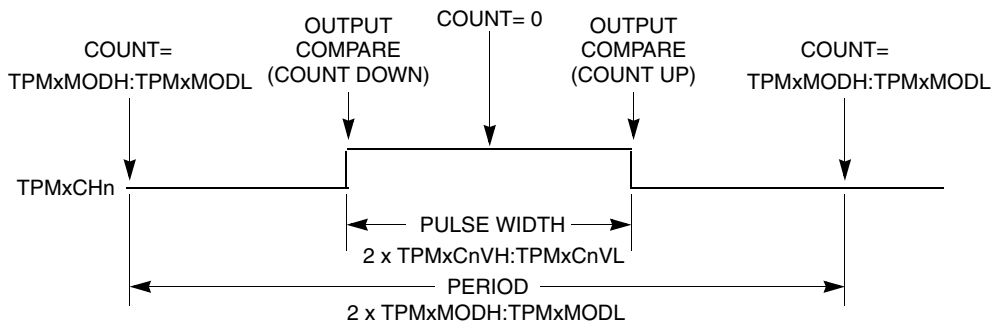 COUNT=
TPMxMODH:TPMxMODL
OUTPUT
COMPARE
(COUNT DOWN)
COUNT= 0
OUTPUT
COMPARE
(COUNT UP)
COUNT=
TPMxMODH:TPMxMODL
TPMxCHn
PULSE WIDTH
2 x TPMxCnVH:TPMxCnVL
PERIOD
2 x TPMxMODH:TPMxMODL